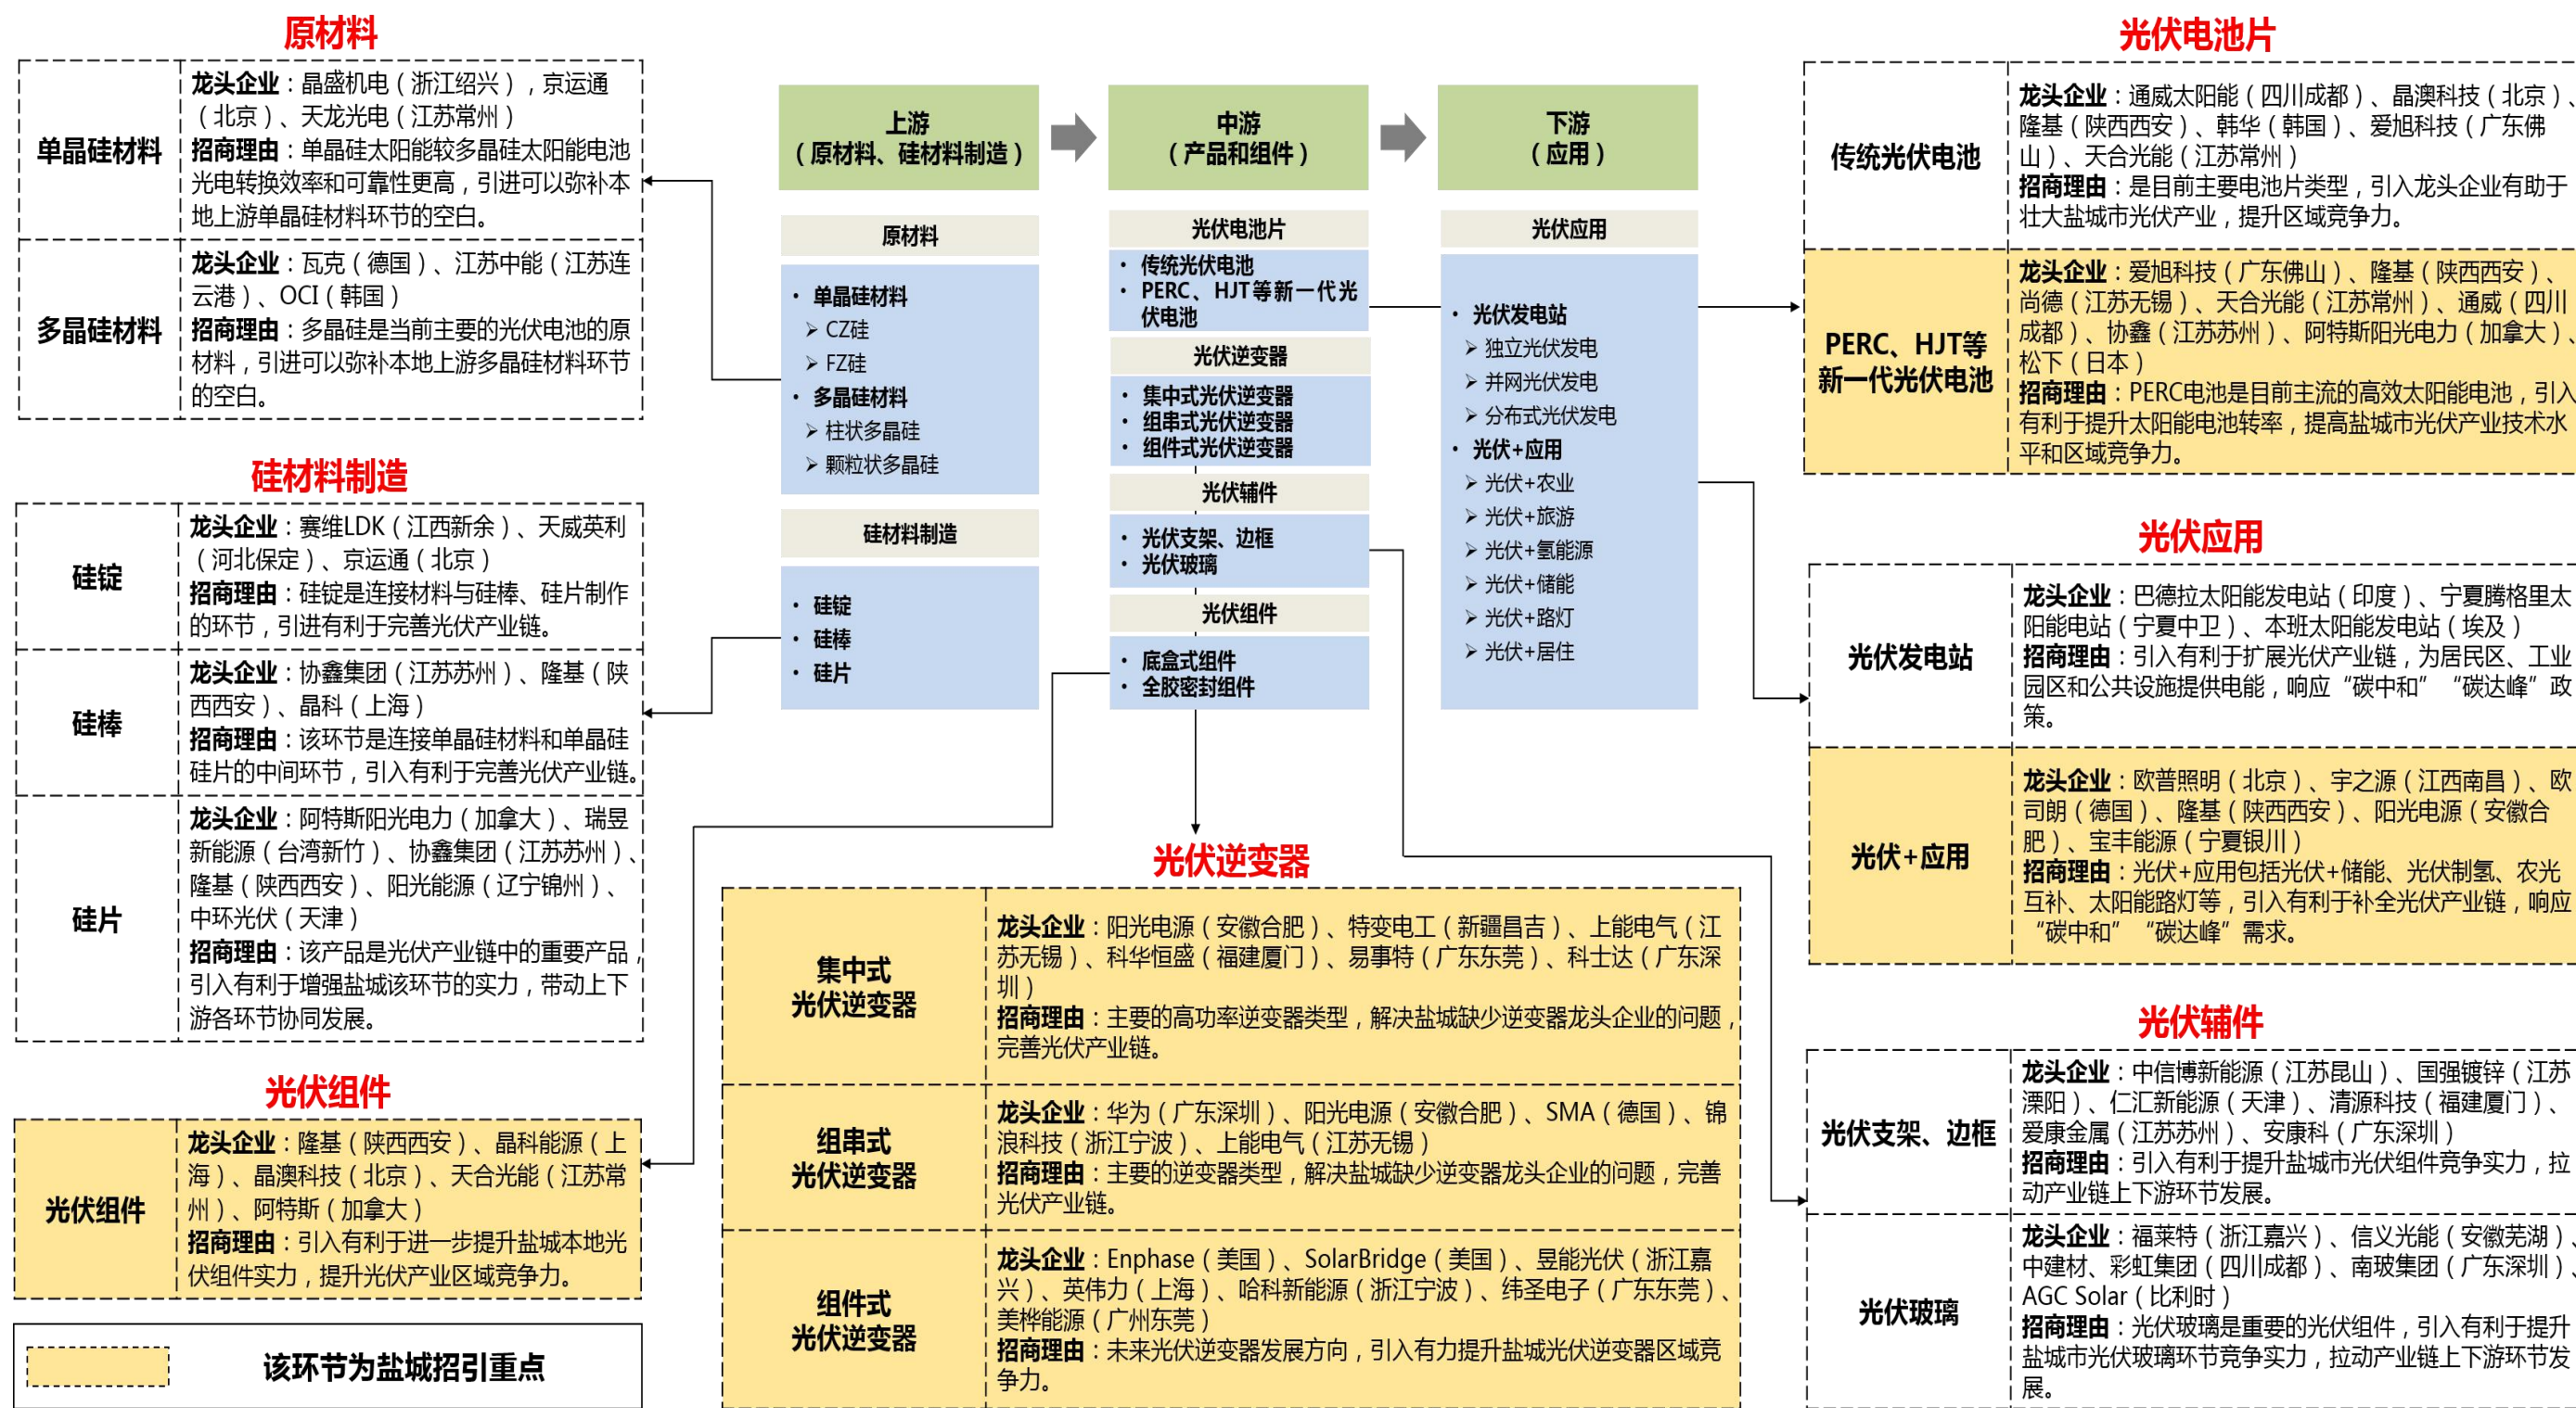 原材料
单晶硅材料
龙头企业：晶盛机电（浙江绍兴），京运通
（北京）、天龙光电（江苏常州）
招商理由：单晶硅太阳能较多晶硅太阳能电池
光电转换效率和可靠性更高，引进可以弥补本
地上游单晶硅材料环节的空白。
多晶硅材料
龙头企业：瓦克（德国）、江苏中能（江苏连
云港）、OCI（韩国）
招商理由：多晶硅是当前主要的光伏电池的原
材料，引进可以弥补本地上游多晶硅材料环节
的空白。
硅材料制造
硅锭
龙头企业：赛维LDK（江西新余）、天威英利
（河北保定）、京运通（北京）
招商理由：硅锭是连接材料与硅棒、硅片制作
的环节，引进有利于完善光伏产业链。
硅棒
龙头企业：协鑫集团（江苏苏州）、隆基（陕
西西安）、晶科（上海）
招商理由：该环节是连接单晶硅材料和单晶硅
硅片的中间环节，引入有利于完善光伏产业链。
硅片
龙头企业：阿特斯阳光电力（加拿大）、瑞昱
新能源（台湾新竹）、协鑫集团（江苏苏州）、
隆基（陕西西安）、阳光能源（辽宁锦州）、
中环光伏（天津）
招商理由：该产品是光伏产业链中的重要产品，
引入有利于增强盐城该环节的实力，带动上下
游各环节协同发展。
光伏组件
光伏组件
龙头企业：隆基（陕西西安）、晶科能源（上
海）、晶澳科技（北京）、天合光能（江苏常
州）、阿特斯（加拿大）
招商理由：引入有利于进一步提升盐城本地光
伏组件实力，提升光伏产业区域竞争力。
该环节为盐城招引重点
上游
（原材料、硅材料制造）
中游
（产品和组件）
下游
（应用）
原材料
• 单晶硅材料
➢ CZ硅
➢ FZ硅
• 多晶硅材料
➢ 柱状多晶硅
➢ 颗粒状多晶硅
硅材料制造
• 硅锭
• 硅棒
• 硅片
光伏电池片
• 传统光伏电池
• PERC、HJT等新一代光
伏电池
光伏逆变器
• 集中式光伏逆变器
• 组串式光伏逆变器
• 组件式光伏逆变器
光伏辅件
• 光伏支架、边框
• 光伏玻璃
光伏组件
• 底盒式组件
• 全胶密封组件
光伏应用
• 光伏发电站
➢ 独立光伏发电
➢ 并网光伏发电
➢ 分布式光伏发电
• 光伏+应用
➢ 光伏+农业
➢ 光伏+旅游
➢ 光伏+氢能源
➢ 光伏+储能
➢ 光伏+路灯
➢ 光伏+居住
光伏逆变器
集中式
光伏逆变器
龙头企业：阳光电源（安徽合肥）、特变电工（新疆昌吉）、上能电气（江
苏无锡）、科华恒盛（福建厦门）、易事特（广东东莞）、科士达（广东深
圳）
招商理由：主要的高功率逆变器类型，解决盐城缺少逆变器龙头企业的问题，
完善光伏产业链。
组串式
光伏逆变器
龙头企业：华为（广东深圳）、阳光电源（安徽合肥）、SMA（德国）、锦
浪科技（浙江宁波）、上能电气（江苏无锡）
招商理由：主要的逆变器类型，解决盐城缺少逆变器龙头企业的问题，完善
光伏产业链。
组件式
光伏逆变器
龙头企业：Enphase（美国）、SolarBridge（美国）、昱能光伏（浙江嘉
兴）、英伟力（上海）、哈科新能源（浙江宁波）、纬圣电子（广东东莞）、
美桦能源（广州东莞）
招商理由：未来光伏逆变器发展方向，引入有力提升盐城光伏逆变器区域竞
争力。
光伏电池片
传统光伏电池
龙头企业：通威太阳能（四川成都）、晶澳科技（北京）、
隆基（陕西西安）、韩华（韩国）、爱旭科技（广东佛
山）、天合光能（江苏常州）
招商理由：是目前主要电池片类型，引入龙头企业有助于
壮大盐城市光伏产业，提升区域竞争力。
PERC、HJT等
新一代光伏电池
龙头企业：爱旭科技（广东佛山）、隆基（陕西西安）、
尚德（江苏无锡）、天合光能（江苏常州）、通威（四川
成都）、协鑫（江苏苏州）、阿特斯阳光电力（加拿大）、
松下（日本）
招商理由：PERC电池是目前主流的高效太阳能电池，引入
有利于提升太阳能电池转率，提高盐城市光伏产业技术水
平和区域竞争力。
光伏应用
光伏发电站
龙头企业：巴德拉太阳能发电站（印度）、宁夏腾格里太
阳能电站（宁夏中卫）、本班太阳能发电站（埃及）
招商理由：引入有利于扩展光伏产业链，为居民区、工业
园区和公共设施提供电能，响应“碳中和”“碳达峰”政
策。
光伏+应用
龙头企业：欧普照明（北京）、宇之源（江西南昌）、欧
司朗（德国）、隆基（陕西西安）、阳光电源（安徽合
肥）、宝丰能源（宁夏银川）
招商理由：光伏+应用包括光伏+储能、光伏制氢、农光
互补、太阳能路灯等，引入有利于补全光伏产业链，响应
“碳中和”“碳达峰”需求。
光伏辅件
光伏支架、边框
龙头企业：中信博新能源（江苏昆山）、国强镀锌（江苏
溧阳）、仁汇新能源（天津）、清源科技（福建厦门）、
爱康金属（江苏苏州）、安康科（广东深圳）
招商理由：引入有利于提升盐城市光伏组件竞争实力，拉
动产业链上下游环节发展。
光伏玻璃
龙头企业：福莱特（浙江嘉兴）、信义光能（安徽芜湖）、
中建材、彩虹集团（四川成都）、南玻集团（广东深圳）、
AGC Solar（比利时）
招商理由：光伏玻璃是重要的光伏组件，引入有利于提升
盐城市光伏玻璃环节竞争实力，拉动产业链上下游环节发
展。